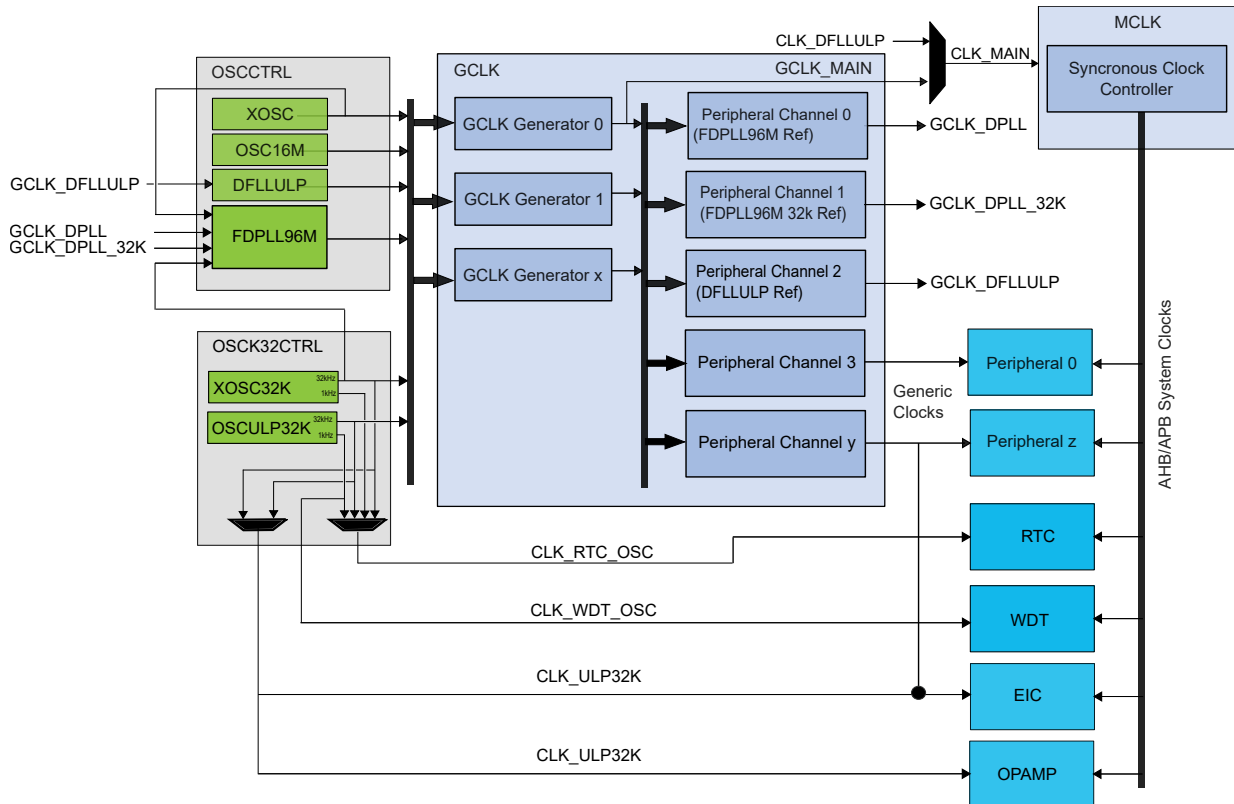 MCLK
CLK_DFLLULP
CLK_MAIN
Syncronous Clock
Controller
OSCCTRL
GCLK
GCLK_MAIN
XOSC
GCLK Generator 0
Peripheral Channel 0
(FDPLL96M Ref)
GCLK_DPLL
OSC16M
GCLK_DFLLULP
DFLLULP
GCLK Generator 1
Peripheral Channel 1
(FDPLL96M 32k Ref)
GCLK_DPLL_32K
GCLK_DPLL
GCLK_DPLL_32K
FDPLL96M
GCLK Generator x
Peripheral Channel 2
(DFLLULP Ref)
GCLK_DFLLULP
OSCK32CTRL
XOSC32K
32kHz
1kHz
Peripheral Channel 3
Peripheral 0
Generic
Clocks
OSCULP32K
32kHz
1kHz
Peripheral Channel y
Peripheral z
AHB/APB System Clocks
CLK_RTC_OSC
RTC
CLK_WDT_OSC
WDT
CLK_ULP32K
EIC
CLK_ULP32K
OPAMP